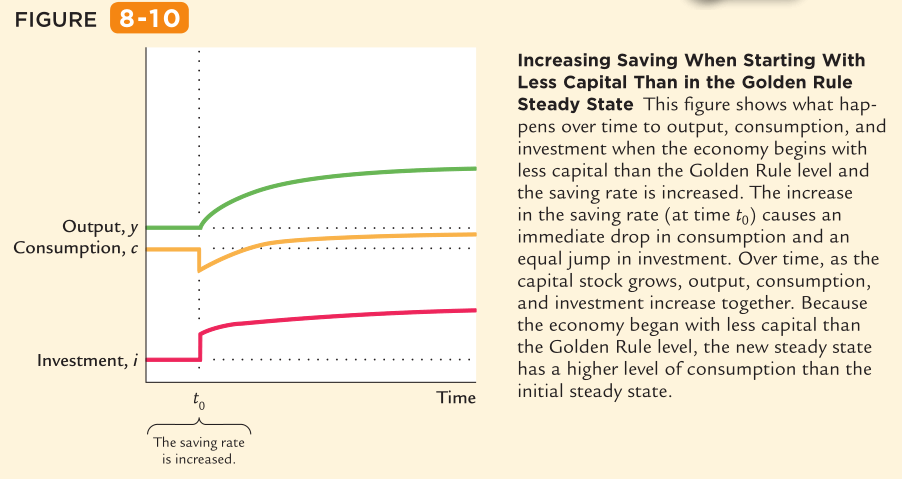 FIGURE 8-10
Output, y
Consumption, c
Investment, i
t0
Time
The saving rate
is increased.
Increasing Saving When Starting With
Less Capital Than in the Golden Rule
Steady State This figure shows what hap-
pens over time to output, consumption, and
investment when the economy begins with
less capital than the Golden Rule level and
the saving rate is increased. The increase
in the saving rate (at time t0) causes an
immediate drop in consumption and an
equal jump in investment. Over time, as the
capital stock grows, output, consumption,
and investment increase together. Because
the economy began with less capital than
the Golden Rule level, the new steady state
has a higher level of consumption than the
initial steady state.